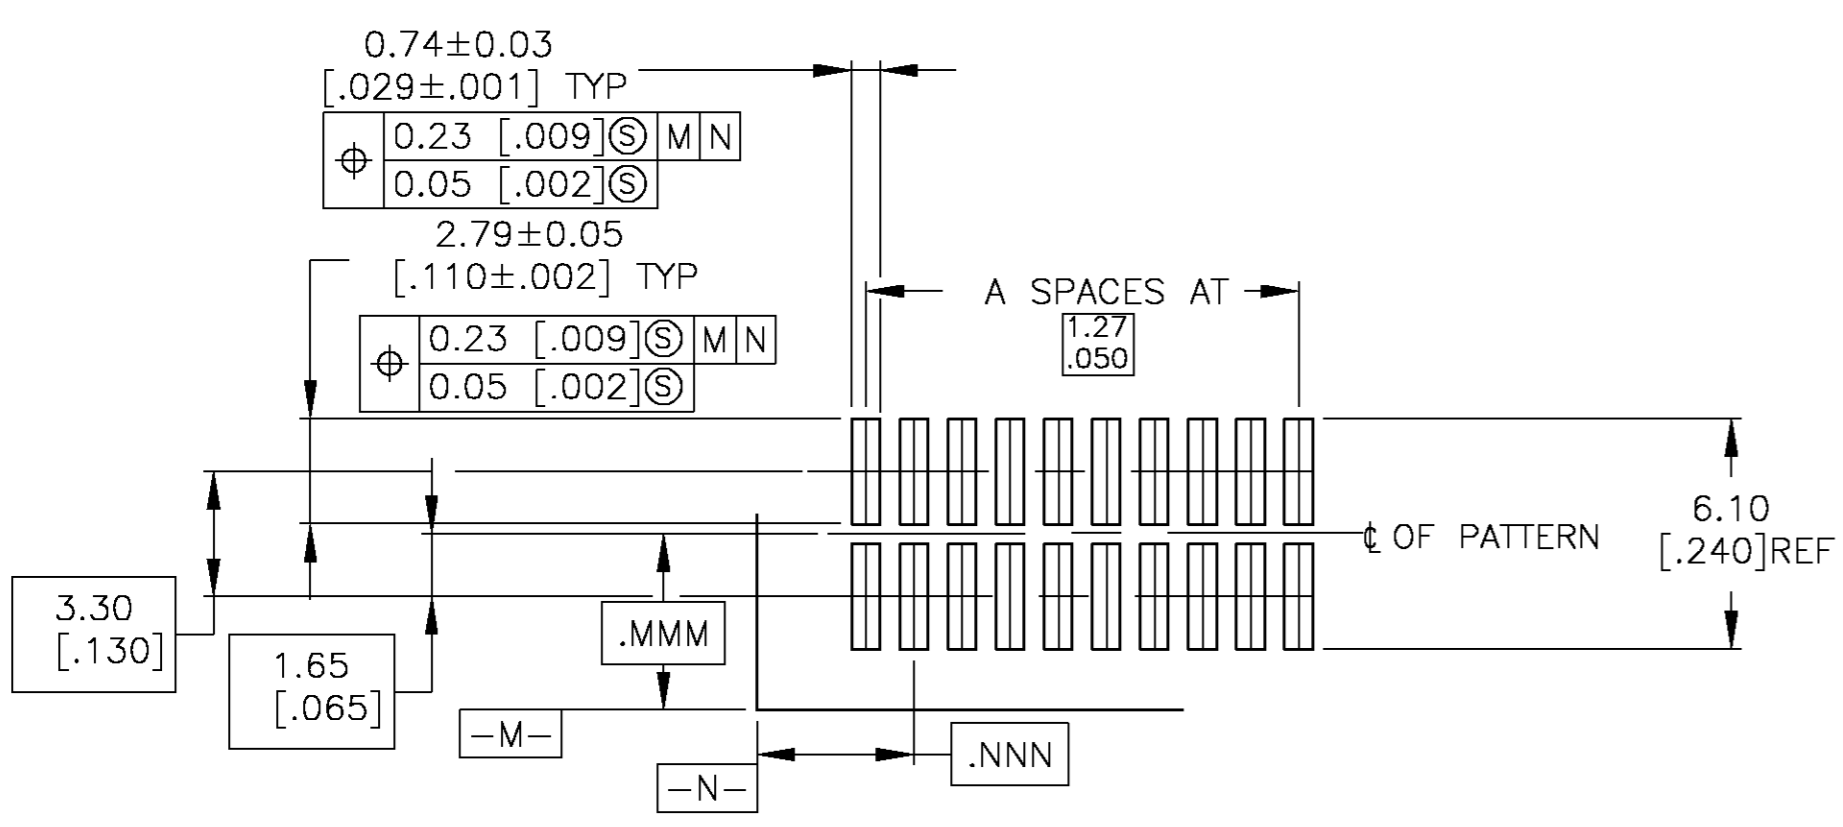 0.74±0.03
[.029±.001] TYP
⌖ 0.23 [.009]Ⓢ M N
0.05 [.002]Ⓢ
2.79±0.05
[.110±.002] TYP
⌖ 0.23 [.009]Ⓢ M N
0.05 [.002]Ⓢ
A SPACES AT
1.27
.050
℄ OF PATTERN
6.10
[.240]REF
3.30
[.130]
1.65
[.065]
.MMM
-M-
-N-
.NNN